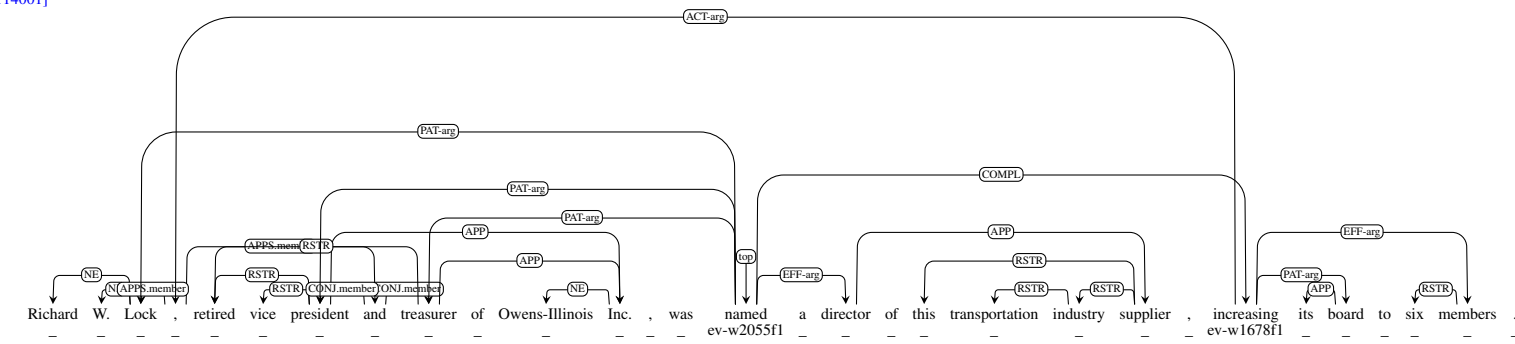 ACT-arg
PAT-arg
COMPL
PAT-arg
PAT-arg
APP APP EFF-arg
RSTR
top
APP RSTR
NE RSTR EFF-arg PAT-arg
APPS.member RSTR CONJ.member NE RSTR RSTR APP RSTR
Richard W. Lock , retired vice president and treasurer of Owens-Illinois Inc. , was named a director of this transportation industry supplier , increasing its board to six members .
ev-w2055f1 ev-w1678f1